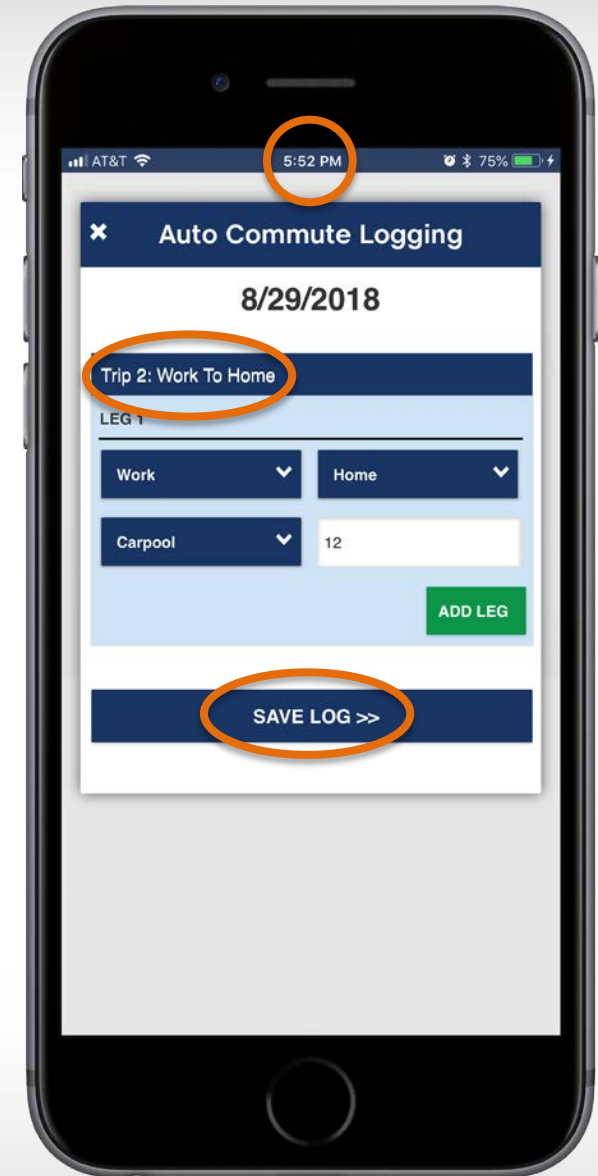 AT&T 5:52 PM 75%
Auto Commute Logging
8/29/2018
Trip 2: Work To Home
LEG 1
Work Home
Carpool 12
ADD LEG
SAVE LOG >>